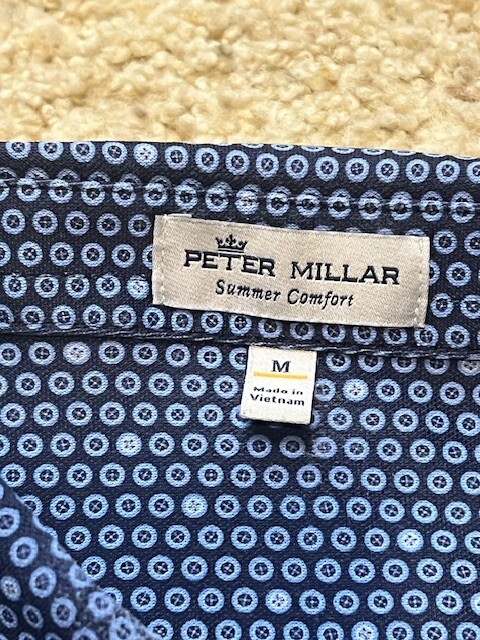 PETER MILLAR
Summer Comfort
M
Made in
Vietnam